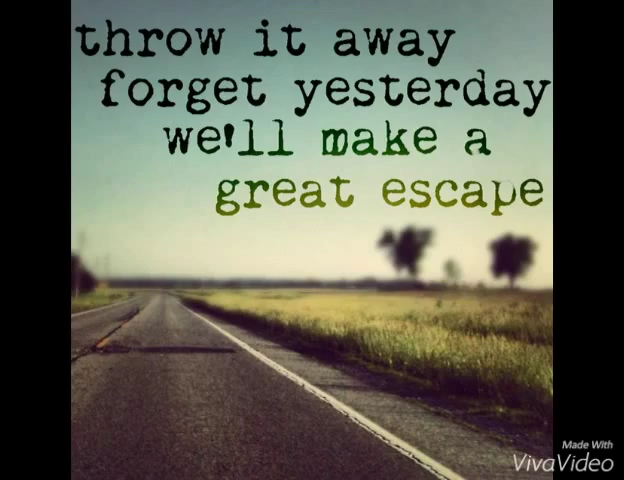 throw it away
forget yesterday
we'll make a
great escape
Made With
VivaVideo